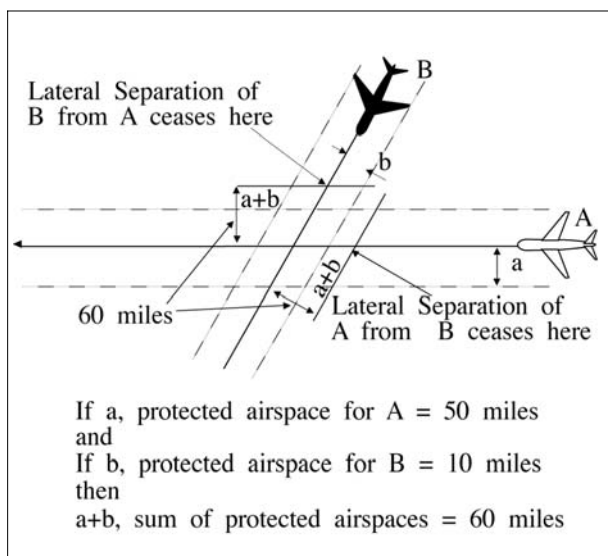 B
Lateral Separation of
B from A ceases here
b
a+b
A
a
a+b
60 miles
Lateral Separation of
A from B ceases here
If a, protected airspace for A = 50 miles
and
If b, protected airspace for B = 10 miles
then
a+b, sum of protected airspaces = 60 miles